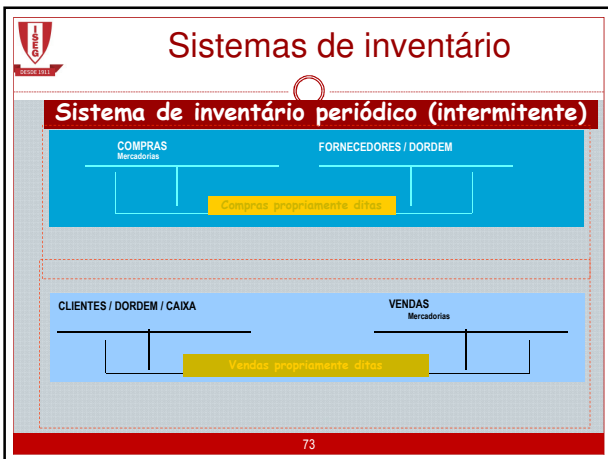 ISEG
DESDE 1911
Sistemas de inventário
Sistema de inventário periódico (intermitente)
COMPRAS
Mercadorias
FORNECEDORES / DORDEM
Compras propriamente ditas
CLIENTES / DORDEM / CAIXA
VENDAS
Mercadorias
Vendas propriamente ditas
73